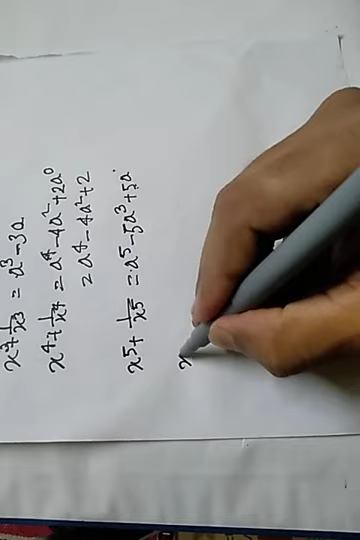 x³+1/x³ = a³-3a
x⁴+1/x⁴ = a⁴-4a²+2a⁰
= a⁴-4a²+2
x⁵+1/x⁵ = a⁵-5a³+5a
x